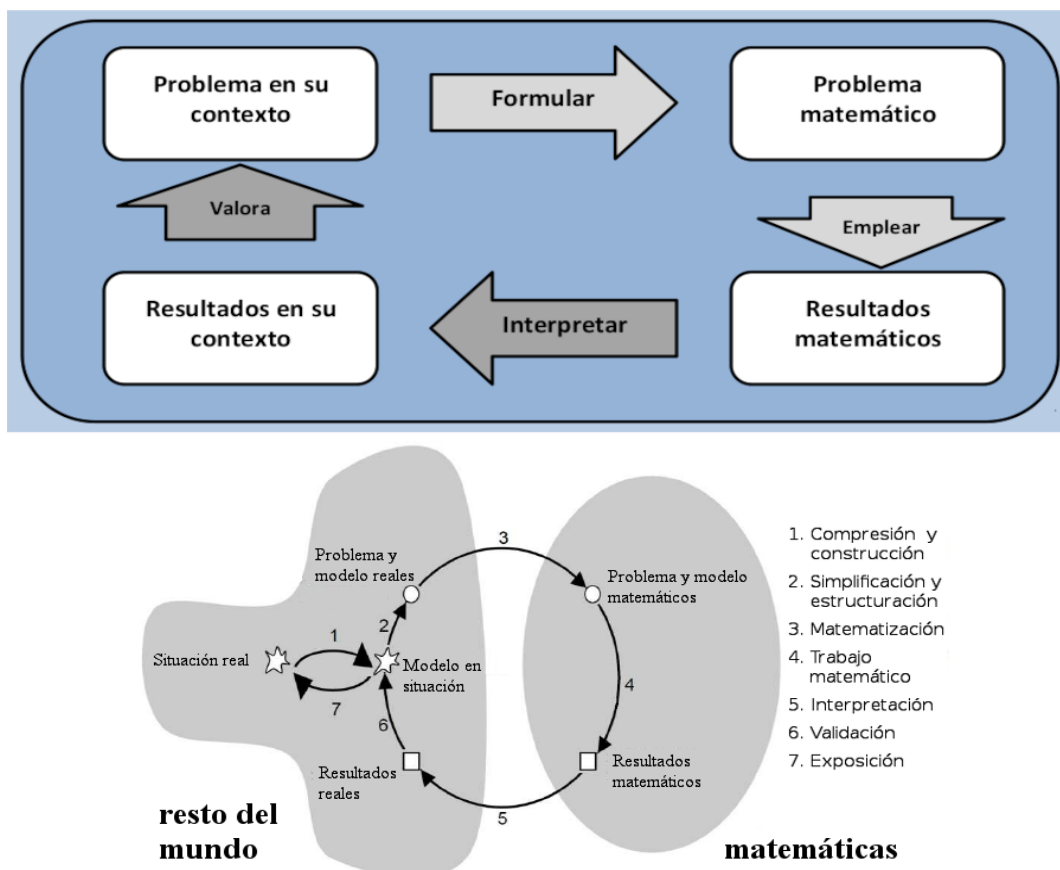 Problema en su
contexto
Formular
Problema
matemático
Valora
Emplear
Resultados en su
contexto
Interpretar
Resultados
matemáticos
Problema y
modelo reales
3
Problema y modelo
matemáticos
1
2
Situación real
Modelo en
situación
7
6
4
Resultados
reales
Resultados
matemáticos
5
resto del
mundo
matemáticas
1. Compresión y
construcción
2. Simplificación y
estructuración
3. Matematización
4. Trabajo
matemático
5. Interpretación
6. Validación
7. Exposición